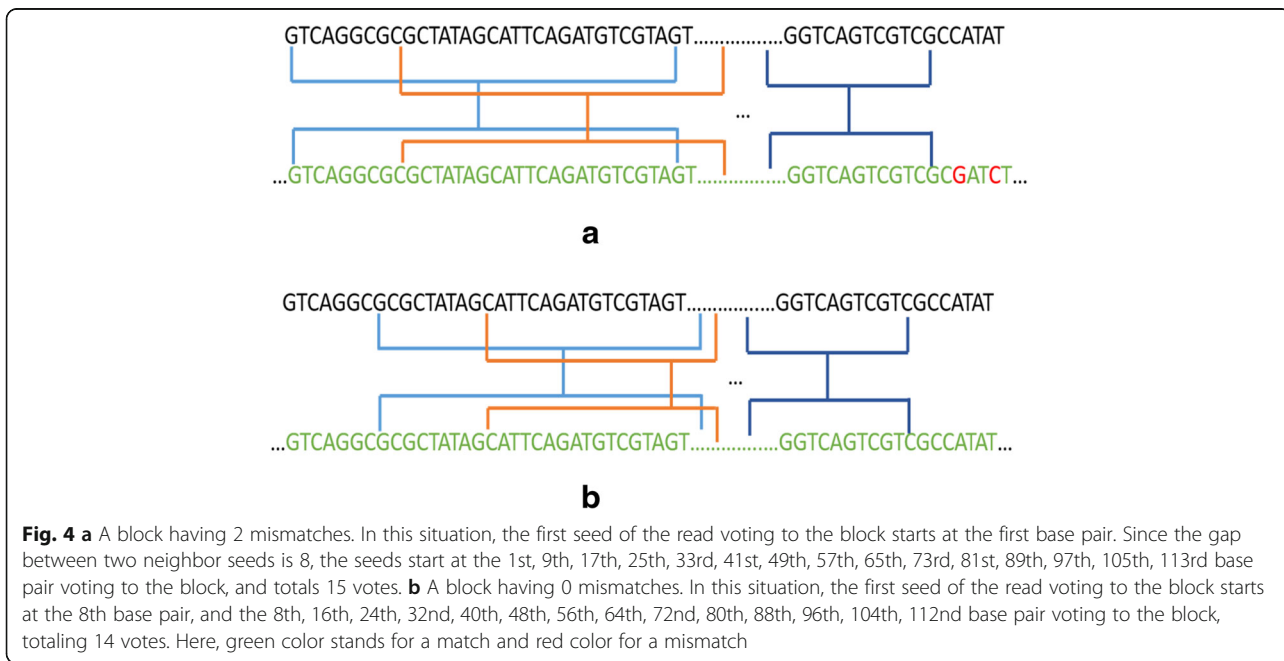 GTCAGGCGCGCTATAGCATTCAGATGTCGTAGT................GGTCAGTCGTCGCCATAT
...
...GTCAGGCGCGCTATAGCATTCAGATGTCGTAGT................GGTCAGTCGTCGCGATCT...
a
GTCAGGCGCGCTATAGCATTCAGATGTCGTAGT................GGTCAGTCGTCGCCATAT
...
...GTCAGGCGCGCTATAGCATTCAGATGTCGTAGT................GGTCAGTCGTCGCCATAT...
b
Fig. 4 a A block having 2 mismatches. In this situation, the first seed of the read voting to the block starts at the first base pair. Since the gap
between two neighbor seeds is 8, the seeds start at the 1st, 9th, 17th, 25th, 33rd, 41st, 49th, 57th, 65th, 73rd, 81st, 89th, 97th, 105th, 113rd base
pair voting to the block, and totals 15 votes. b A block having 0 mismatches. In this situation, the first seed of the read voting to the block starts
at the 8th base pair, and the 8th, 16th, 24th, 32nd, 40th, 48th, 56th, 64th, 72nd, 80th, 88th, 96th, 104th, 112nd base pair voting to the block,
totaling 14 votes. Here, green color stands for a match and red color for a mismatch